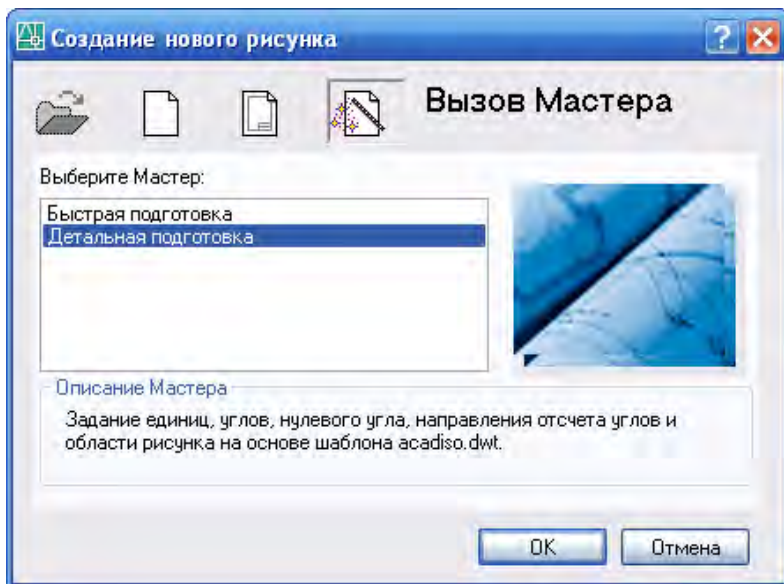 Создание нового рисунка
Вызов Мастера
Выберите Мастер:
Быстрая подготовка
Детальная подготовка
Описание Мастера
Задание единиц, углов, нулевого угла, направления отсчета углов и
области рисунка на основе шаблона acadiso.dwt.
OK
Отмена